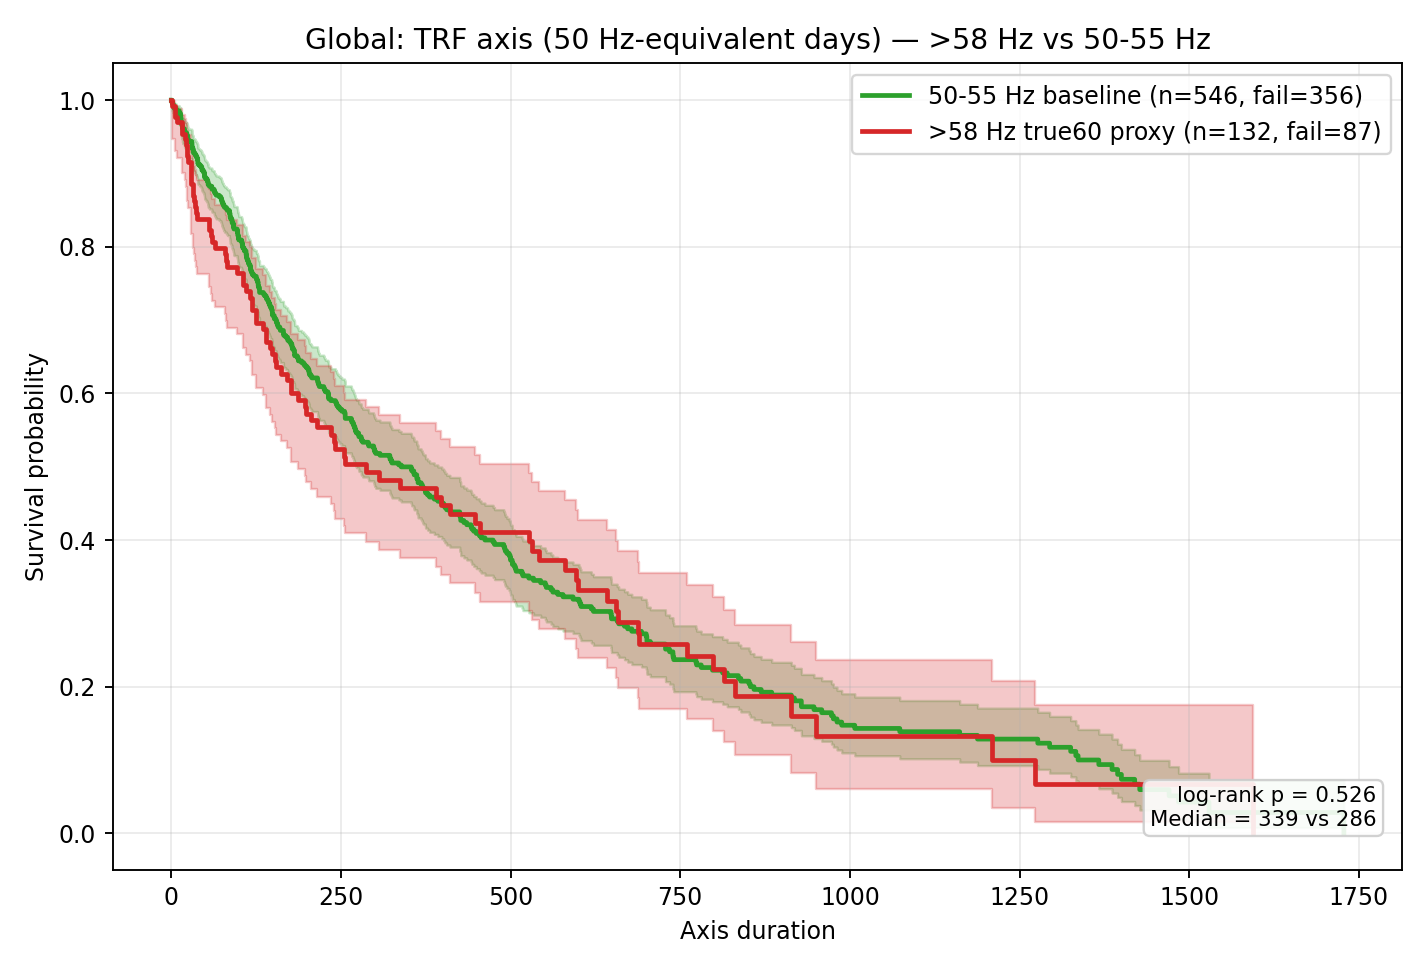 Global: TRF axis (50 Hz-equivalent days) — >58 Hz vs 50-55 Hz
50-55 Hz baseline (n=546, fail=356)
>58 Hz true60 proxy (n=132, fail=87)
Survival probability
1.0
0.8
0.6
0.4
0.2
0.0
log-rank p = 0.526
Median = 339 vs 286
0 250 500 750 1000 1250 1500 1750
Axis duration